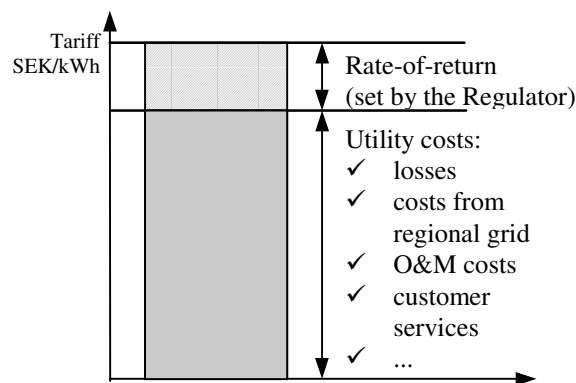 Tariff
SEK/kWh
Rate-of-return
(set by the Regulator)
Utility costs:
✓ losses
✓ costs from
regional grid
✓ O&M costs
✓ customer
services
✓ ...